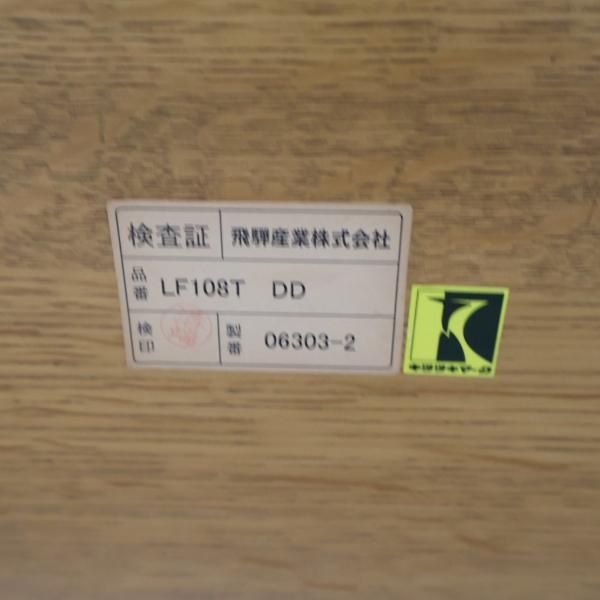 検査証 飛騨産業株式会社
品番 LF108T DD
検印 製番 06303-2